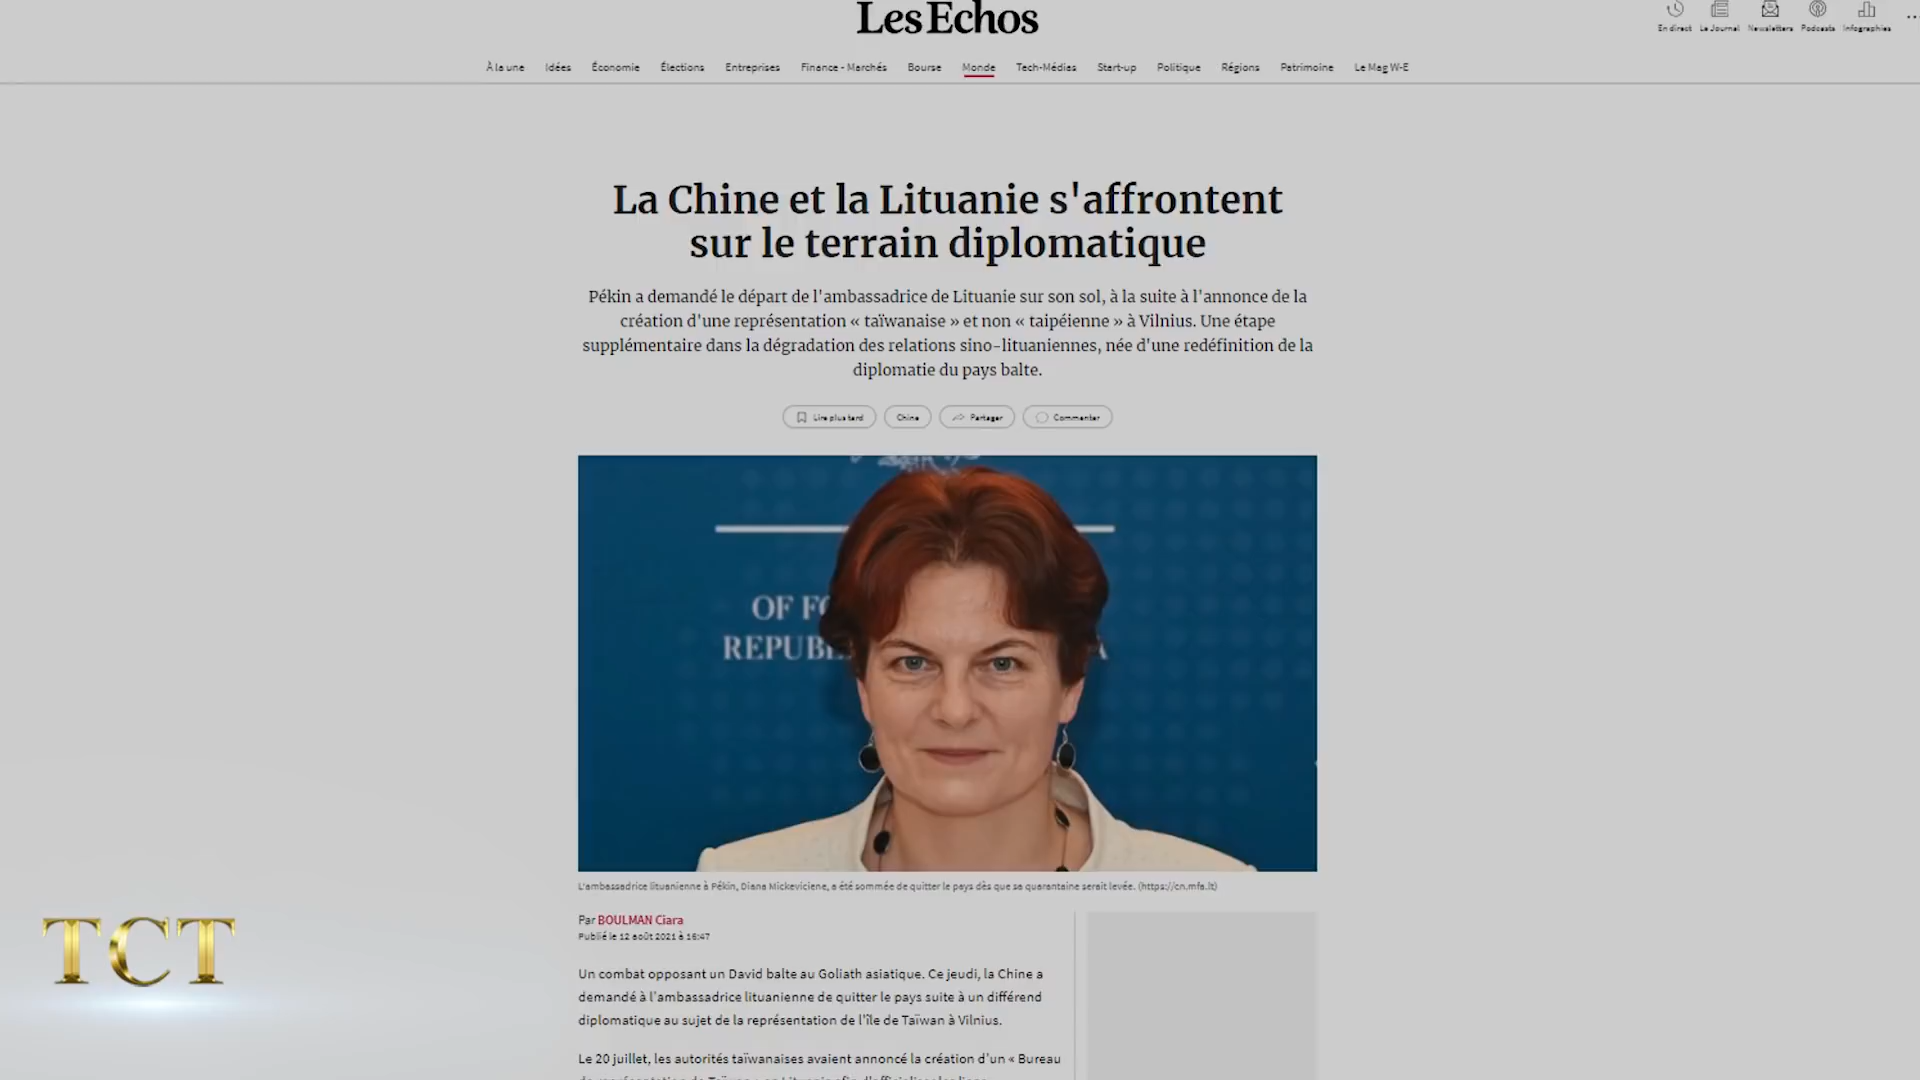 Les Echos
En direct
Le Journal
Newsletters
Podcasts
Infographies
À la une Idées Économie Élections Entreprises Finance - Marchés Bourse Monde Tech-Médias Start-up Politique Régions Patrimoine Le Mag W-E
La Chine et la Lituanie s'affrontent
sur le terrain diplomatique
Pékin a demandé le départ de l'ambassadrice de Lituanie sur son sol, à la suite à l'annonce de la
création d'une représentation « taïwanaise » et non « taipéienne » à Vilnius. Une étape
supplémentaire dans la dégradation des relations sino-lituaniennes, née d'une redéfinition de la
diplomatie du pays balte.
Lire plus tard
Chine
Partager
Commenter
OF FO
REPUB
A
L'ambassadrice lituanienne à Pékin, Diana Mickeviciene, a été sommée de quitter le pays dès que sa quarantaine serait levée. (https://cn.mfa.lt)
Par BOULMAN Ciara
Publié le 12 août 2021 à 16:47
Un combat opposant un David balte au Goliath asiatique. Ce jeudi, la Chine a
demandé à l'ambassadrice lituanienne de quitter le pays suite à un différend
diplomatique au sujet de la représentation de l'île de Taïwan à Vilnius.
Le 20 juillet, les autorités taïwanaises avaient annoncé la création d'un « Bureau
TCT